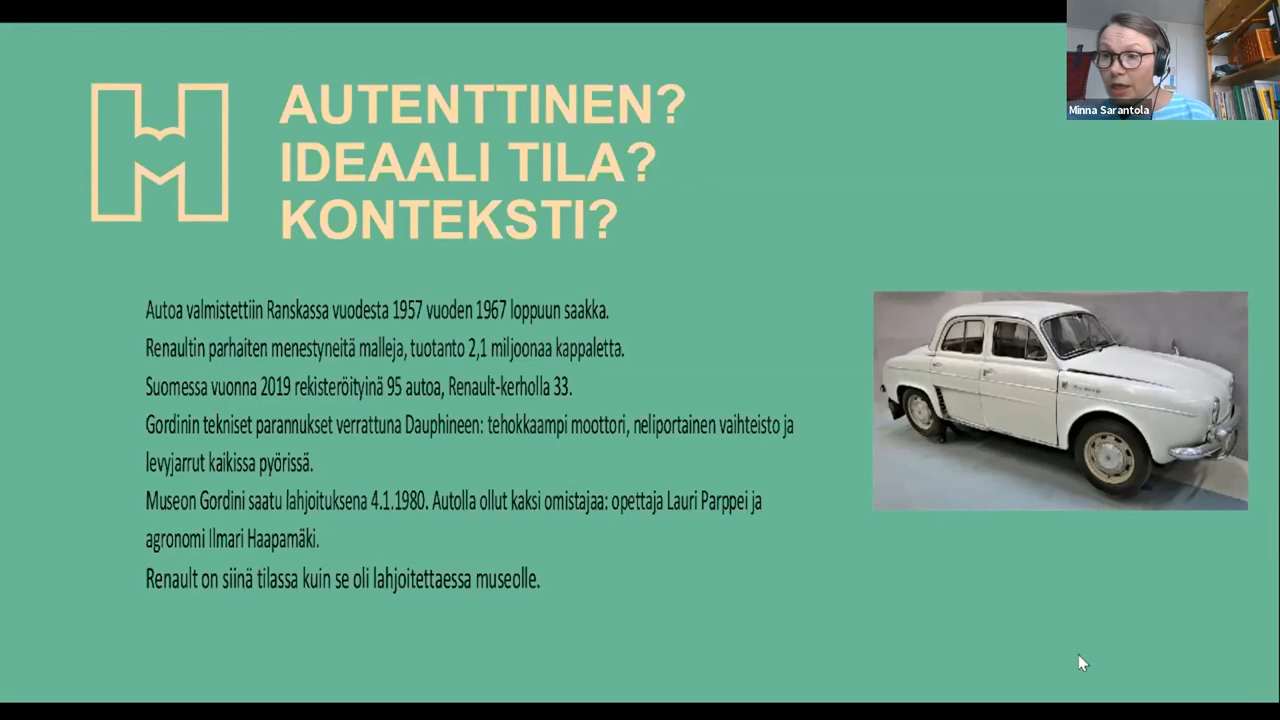 Minna Sarantola
AUTENTTINEN?
IDEAALI TILA?
KONTEKSTI?
Autoa valmistettiin Ranskassa vuodesta 1957 vuoden 1967 loppuun saakka.
Renaultin parhaiten menestyneitä malleja, tuotanto 2,1 miljoonaa kappaletta.
Suomessa vuonna 2019 rekisteröityinä 95 autoa, Renault-kerholla 33.
Gordinin tekniset parannukset verrattuna Dauphineen: tehokkaampi moottori, neliportainen vaihteisto ja
levyjarrut kaikissa pyörissä.
Museon Gordini saatu lahjoituksena 4.1.1980. Autolla ollut kaksi omistajaa: opettaja Lauri Parppei ja
agronomi Ilmari Haapamäki.
Renault on siinä tilassa kuin se oli lahjoitettaessa museolle.